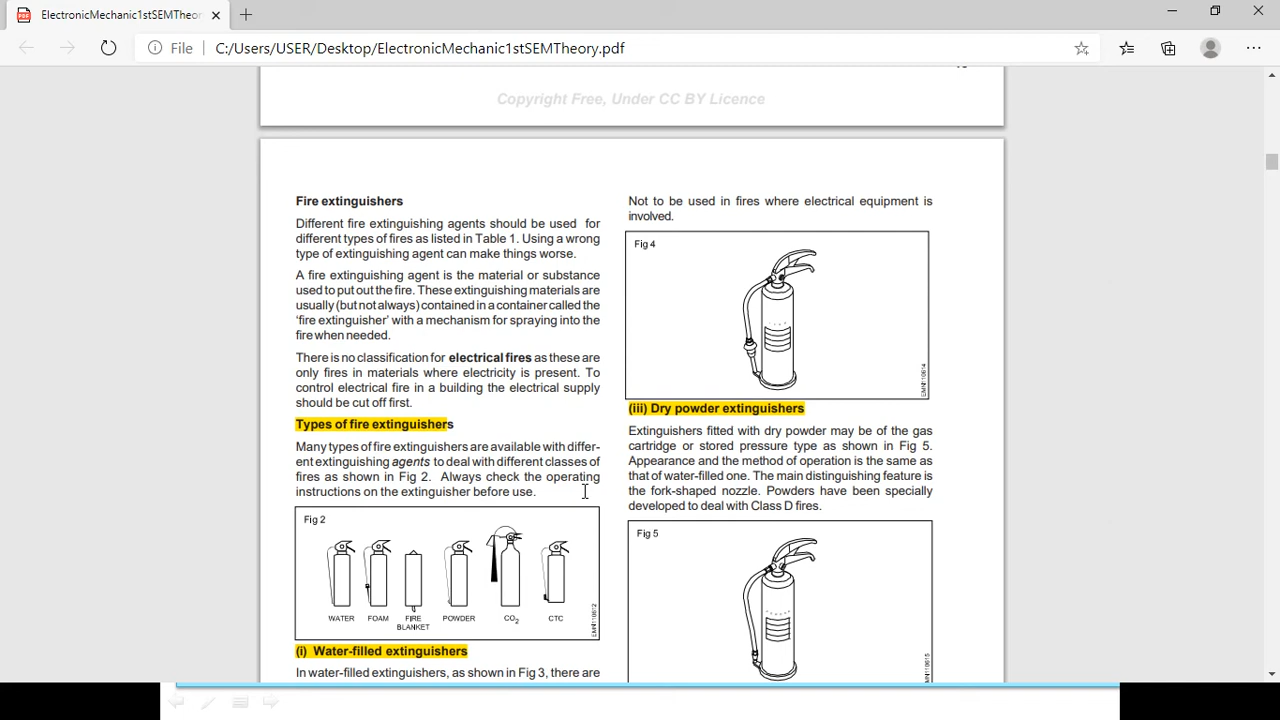 ElectronicMechanic1stSEMTheory
File
C:/Users/USER/Desktop/ElectronicMechanic1stSEMTheory.pdf
Copyright Free, Under CC BY Licence
Fire extinguishers
Different fire extinguishing agents should be used for
different types of fires as listed in Table 1. Using a wrong
type of extinguishing agent can make things worse.
A fire extinguishing agent is the material or substance
used to put out the fire. These extinguishing materials are
usually (but not always) contained in a container called the
‘fire extinguisher’ with a mechanism for spraying into the
fire when needed.
There is no classification for electrical fires as these are
only fires in materials where electricity is present. To
control electrical fire in a building the electrical supply
should be cut off first.
Types of fire extinguishers
Many types of fire extinguishers are available with differ-
ent extinguishing agents to deal with different classes of
fires as shown in Fig 2. Always check the operating
instructions on the extinguisher before use.
Fig 2
WATER
FOAM
FIRE
BLANKET
POWDER
CO2
CTC
EMN110612
(i) Water-filled extinguishers
In water-filled extinguishers, as shown in Fig 3, there are
Not to be used in fires where electrical equipment is
involved.
Fig 4
EMN110614
(iii) Dry powder extinguishers
Extinguishers fitted with dry powder may be of the gas
cartridge or stored pressure type as shown in Fig 5.
Appearance and the method of operation is the same as
that of water-filled one. The main distinguishing feature is
the fork-shaped nozzle. Powders have been specially
developed to deal with Class D fires.
Fig 5